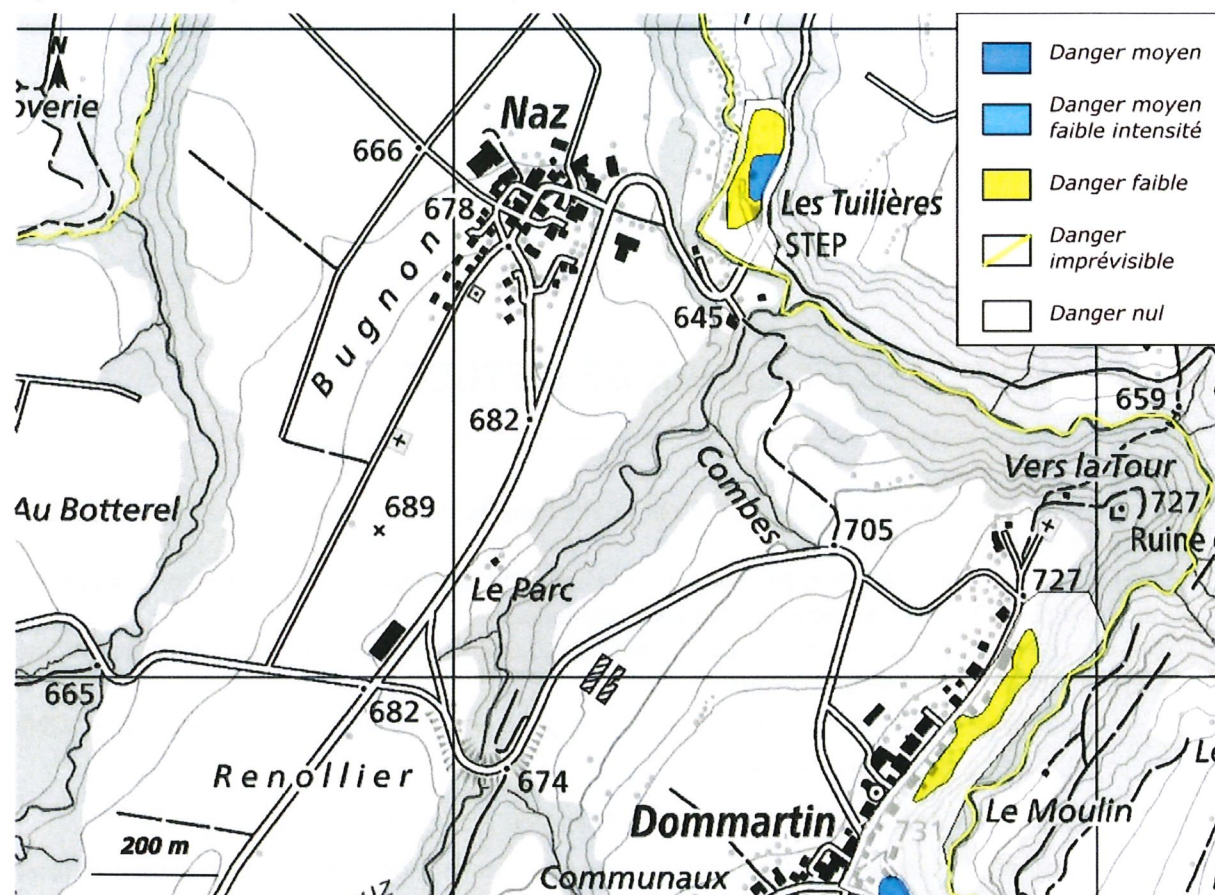 N
overie
666
Naz
678
Bugnon
Les Tuilières
STEP
645
682
689
Au Botterel
Combes
659
Vers la Tour
727
Ruine
705
727
Le Parc
665
682
674
Renollier
200 m
Dommartin
731
Le Moulin
Communaux
Danger moyen
Danger moyen
faible intensité
Danger faible
Danger
imprévisible
Danger nul